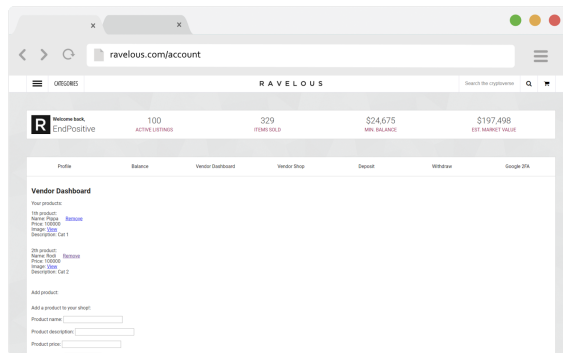 ravelous.com/account
CATEGORIES
RAVELOUS
Search the cryptoverse
R
Welcome back,
EndPositive
100
ACTIVE LISTINGS
329
ITEMS SOLD
$24,675
MIN. BALANCE
$197,498
EST. MARKET VALUE
Profile Balance Vendor Dashboard Vendor Shop Deposit Withdraw Google 2FA
Vendor Dashboard
Your products:
1th product:
Name: Pippa Remove
Price: 100000
Image: View
Description: Cat 1
2th product:
Name: Rodi Remove
Price: 100000
Image: View
Description: Cat 2
Add product:
Add a product to your shop!
Product name:
Product description:
Product price: